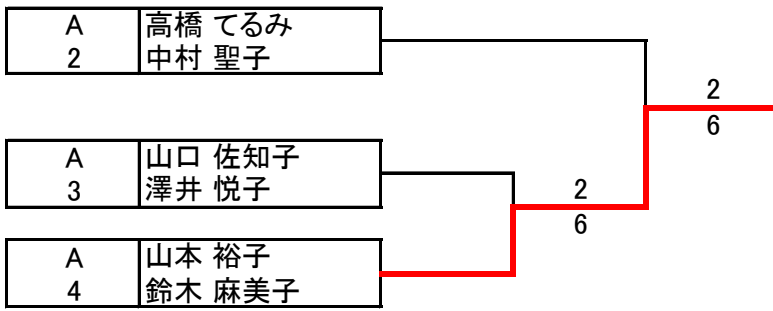 A 高橋 てるみ
2 中村 聖子
2
6
A 山口 佐知子
3 澤井 悦子
2
6
A 山本 裕子
4 鈴木 麻美子